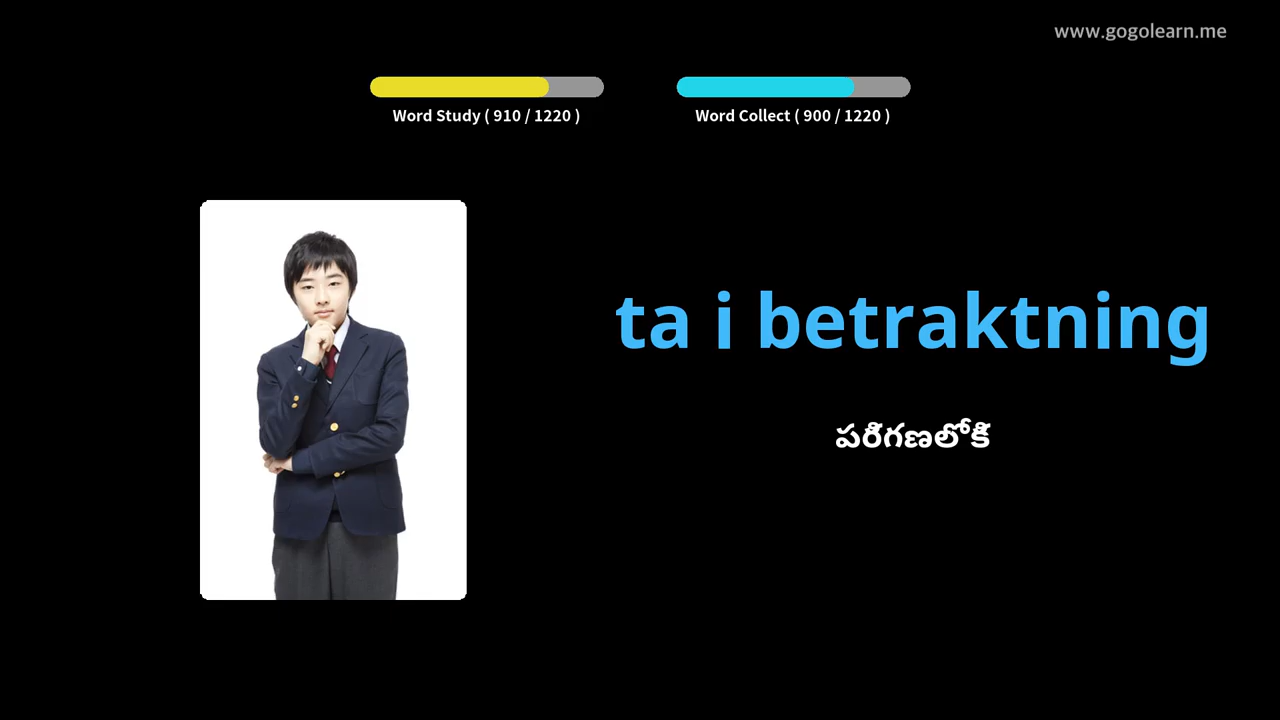 www.gogolearn.me
Word Study ( 910 / 1220 )
Word Collect ( 900 / 1220 )
ta i betraktning
పరిగణలోకి